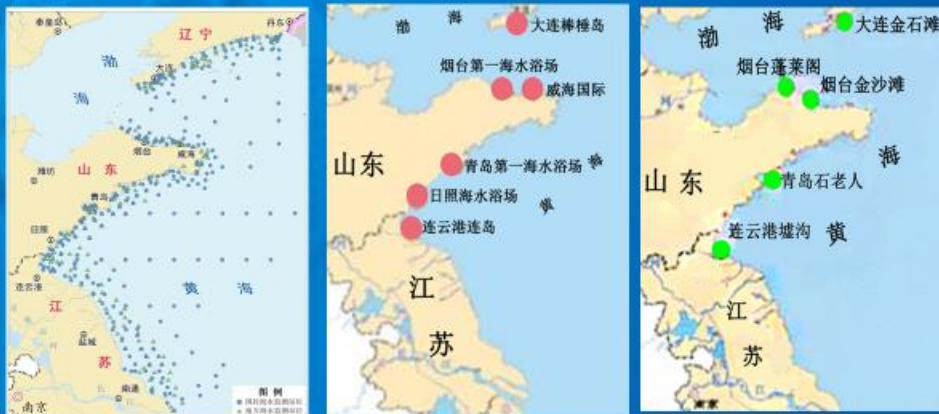 秦皇岛
丹东
辽宁
大连
渤
海
烟台
威海
山东
潍坊
青岛
日照
连云港
黄海
江
苏
盐城
南通
南京
图例
渤海
大连棒棰岛
烟台第一海水浴场
威海国际
山东
青岛第一海水浴场
日照海水浴场
连云港连岛
黄海
江
苏
渤海
大连金石滩
烟台蓬莱阁
烟台金沙滩
海
山东
青岛石老人
连云港墟沟
黄
江
苏
南京